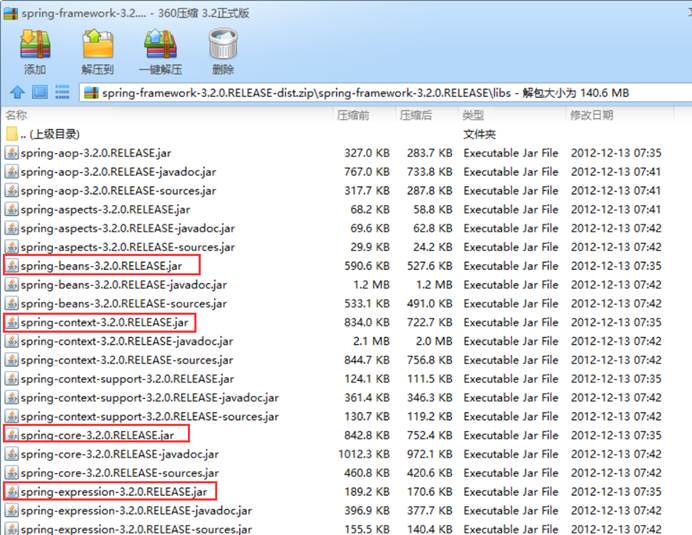 spring-framework-3.2.... - 360压缩 3.2正式版
添加 解压到 一键解压 删除
spring-framework-3.2.0.RELEASE-dist.zip\spring-framework-3.2.0.RELEASE\libs - 解包大小为 140.6 MB
名称 压缩前 压缩后 类型 修改日期
.. (上级目录) 文件夹
spring-aop-3.2.0.RELEASE.jar 327.0 KB 283.7 KB Executable Jar File 2012-12-13 07:35
spring-aop-3.2.0.RELEASE-javadoc.jar 767.0 KB 733.8 KB Executable Jar File 2012-12-13 07:41
spring-aop-3.2.0.RELEASE-sources.jar 317.7 KB 287.8 KB Executable Jar File 2012-12-13 07:41
spring-aspects-3.2.0.RELEASE.jar 68.2 KB 58.8 KB Executable Jar File 2012-12-13 07:41
spring-aspects-3.2.0.RELEASE-javadoc.jar 69.6 KB 62.8 KB Executable Jar File 2012-12-13 07:42
spring-aspects-3.2.0.RELEASE-sources.jar 29.9 KB 24.2 KB Executable Jar File 2012-12-13 07:42
spring-beans-3.2.0.RELEASE.jar 590.6 KB 527.6 KB Executable Jar File 2012-12-13 07:35
spring-beans-3.2.0.RELEASE-javadoc.jar 1.2 MB 1.2 MB Executable Jar File 2012-12-13 07:42
spring-beans-3.2.0.RELEASE-sources.jar 533.1 KB 491.0 KB Executable Jar File 2012-12-13 07:42
spring-context-3.2.0.RELEASE.jar 834.0 KB 722.7 KB Executable Jar File 2012-12-13 07:35
spring-context-3.2.0.RELEASE-javadoc.jar 2.1 MB 2.0 MB Executable Jar File 2012-12-13 07:42
spring-context-3.2.0.RELEASE-sources.jar 844.7 KB 756.8 KB Executable Jar File 2012-12-13 07:42
spring-context-support-3.2.0.RELEASE.jar 124.1 KB 111.5 KB Executable Jar File 2012-12-13 07:35
spring-context-support-3.2.0.RELEASE-javadoc.jar 361.4 KB 346.3 KB Executable Jar File 2012-12-13 07:42
spring-context-support-3.2.0.RELEASE-sources.jar 130.7 KB 119.2 KB Executable Jar File 2012-12-13 07:42
spring-core-3.2.0.RELEASE.jar 842.8 KB 752.4 KB Executable Jar File 2012-12-13 07:35
spring-core-3.2.0.RELEASE-javadoc.jar 1012.3 KB 972.1 KB Executable Jar File 2012-12-13 07:42
spring-core-3.2.0.RELEASE-sources.jar 460.8 KB 420.6 KB Executable Jar File 2012-12-13 07:42
spring-expression-3.2.0.RELEASE.jar 189.2 KB 170.6 KB Executable Jar File 2012-12-13 07:35
spring-expression-3.2.0.RELEASE-javadoc.jar 396.9 KB 377.7 KB Executable Jar File 2012-12-13 07:42
spring-expression-3.2.0.RELEASE-sources.jar 155.5 KB 140.4 KB Executable Jar File 2012-12-13 07:42